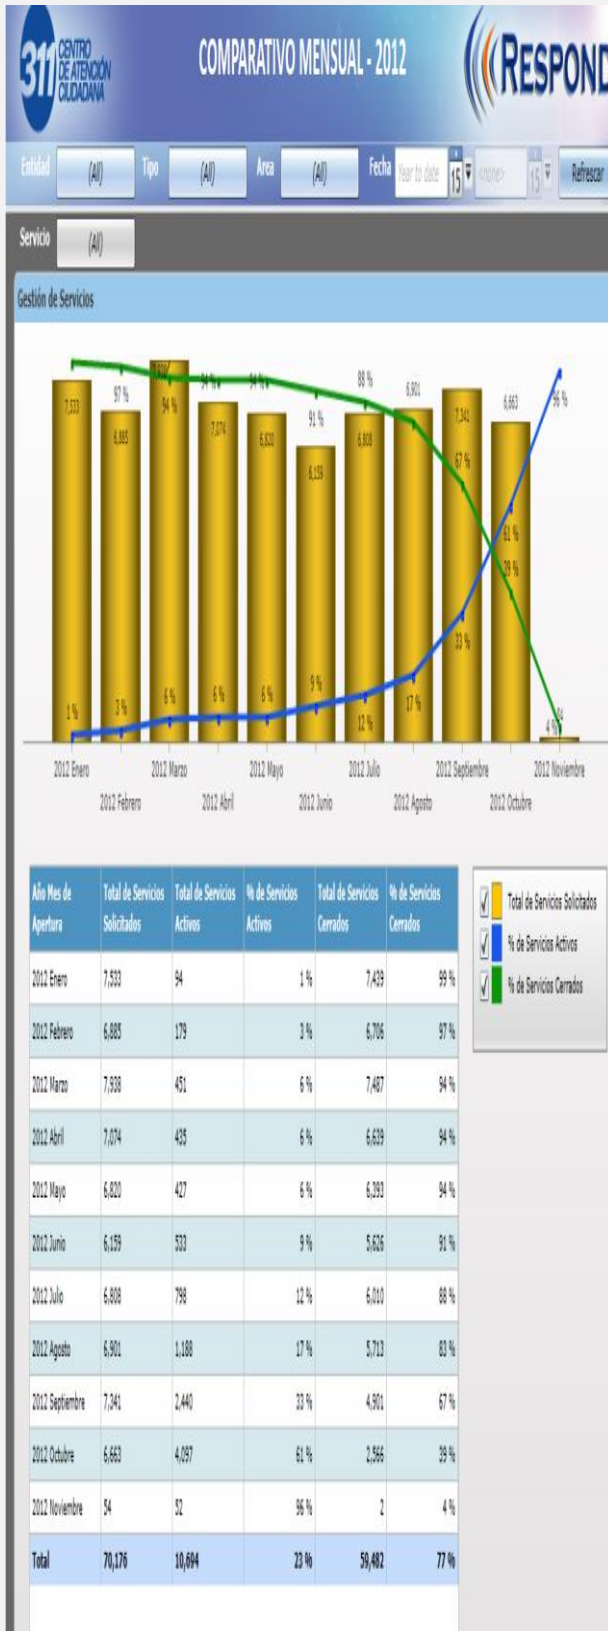 311 CENTRO
DE ATENCIÓN
CIUDADANA
COMPARATIVO MENSUAL - 2012
RESPOND
Entidad (All) Tipo (All) Area (All) Fecha Year to date 15 <none> 15 Refrescar
Servicio (All)
Gestión de Servicios
7,533 97 % 6,885 7,938 94 % 94 % 7,074 94 % 6,820 91 % 6,159 88 % 6,808 6,901 7,341 67 % 6,663 96 %
61 %
39 %
1 % 3 % 6 % 6 % 6 % 9 % 12 % 17 % 33 % 4 % 54
2012 Enero 2012 Marzo 2012 Mayo 2012 Julio 2012 Septiembre 2012 Noviembre
2012 Febrero 2012 Abril 2012 Junio 2012 Agosto 2012 Octubre
Año Mes de Apertura Total de Servicios Solicitados Total de Servicios Activos % de Servicios Activos Total de Servicios Cerrados % de Servicios Cerrados
2012 Enero 7,533 94 1 % 7,439 99 %
2012 Febrero 6,885 179 3 % 6,706 97 %
2012 Marzo 7,938 451 6 % 7,487 94 %
2012 Abril 7,074 435 6 % 6,639 94 %
2012 Mayo 6,820 427 6 % 6,393 94 %
2012 Junio 6,159 533 9 % 5,626 91 %
2012 Julio 6,808 798 12 % 6,010 88 %
2012 Agosto 6,901 1,188 17 % 5,713 83 %
2012 Septiembre 7,341 2,440 33 % 4,901 67 %
2012 Octubre 6,663 4,097 61 % 2,566 39 %
2012 Noviembre 54 52 96 % 2 4 %
Total 70,176 10,694 23 % 59,482 77 %
Total de Servicios Solicitados
% de Servicios Activos
% de Servicios Cerrados